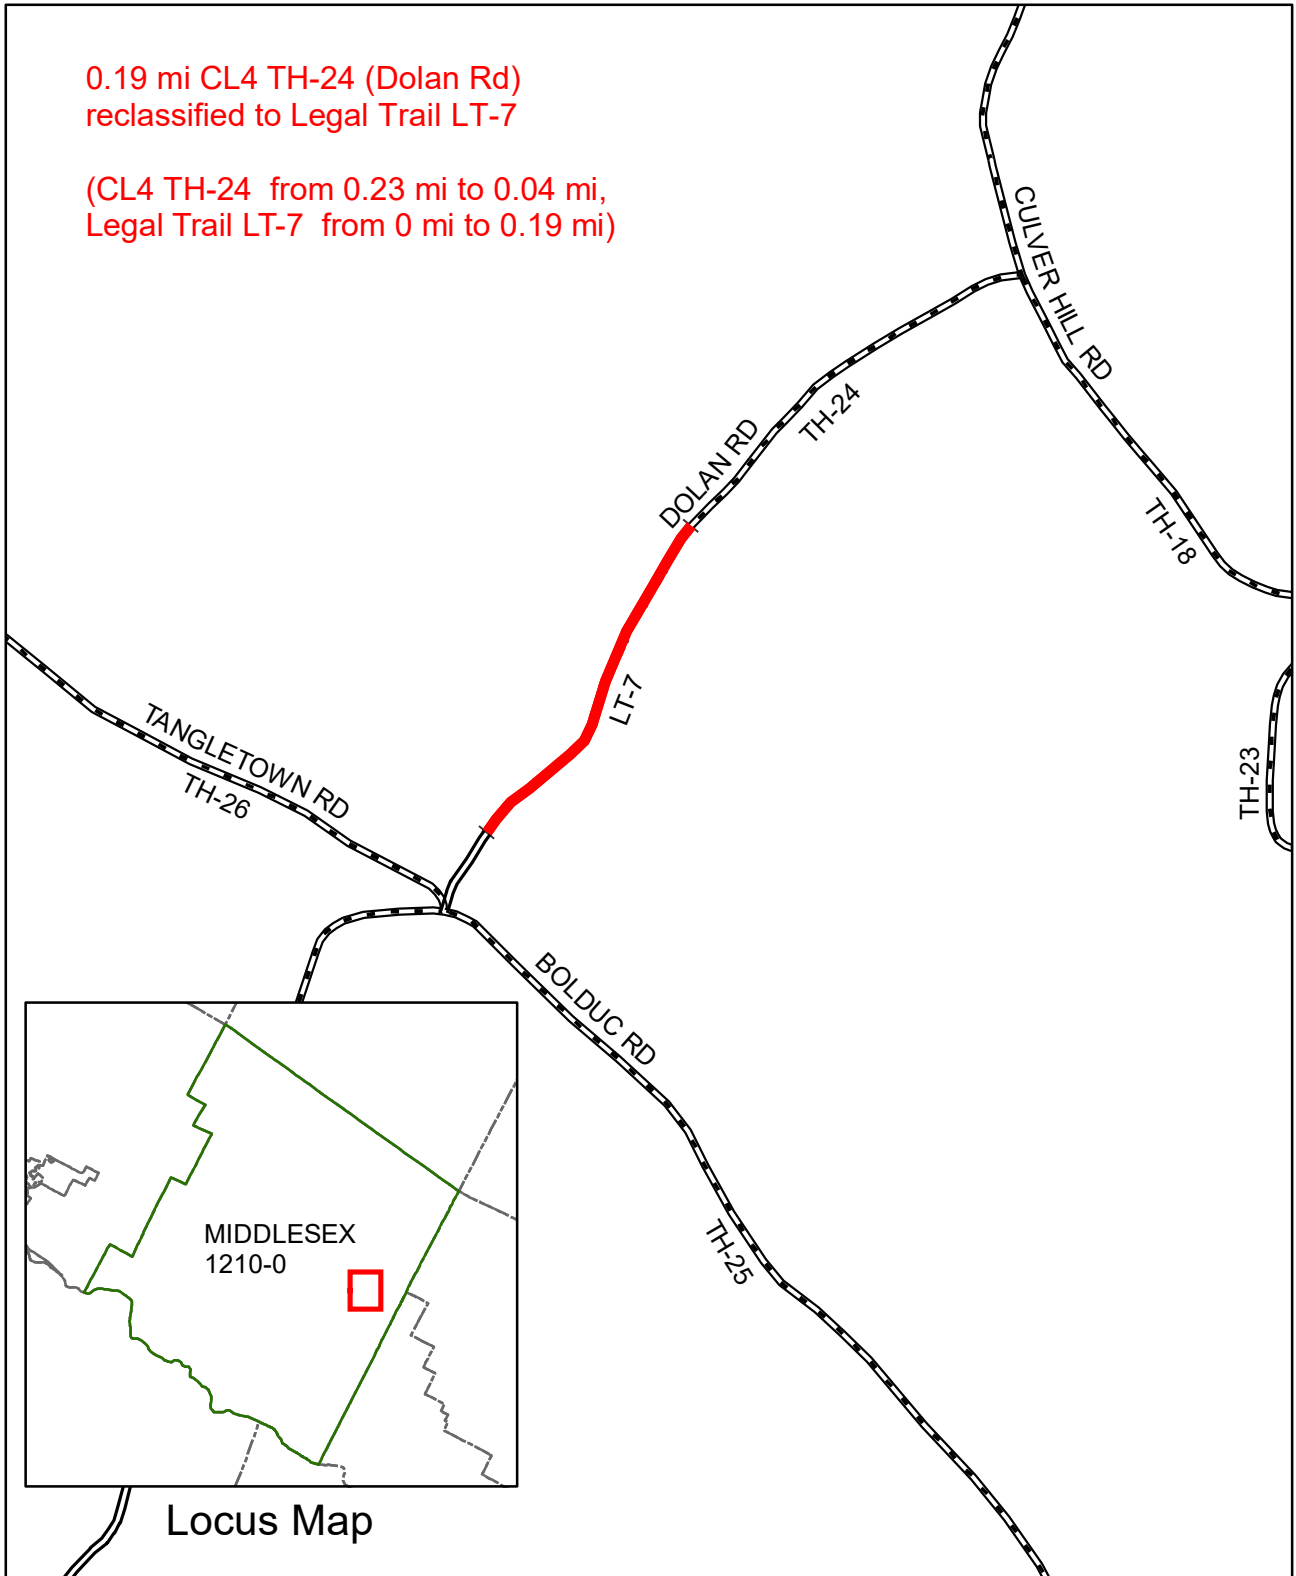 0.19 mi CL4 TH-24 (Dolan Rd)
reclassified to Legal Trail LT-7
(CL4 TH-24  from 0.23 mi to 0.04 mi,
Legal Trail LT-7  from 0 mi to 0.19 mi)
CULVER HILL RD
TH-24
DOLAN RD
TH-18
LT-7
TANGLETOWN RD
TH-26
TH-23
BOLDUC RD
TH-25
MIDDLESEX
1210-0
Locus Map